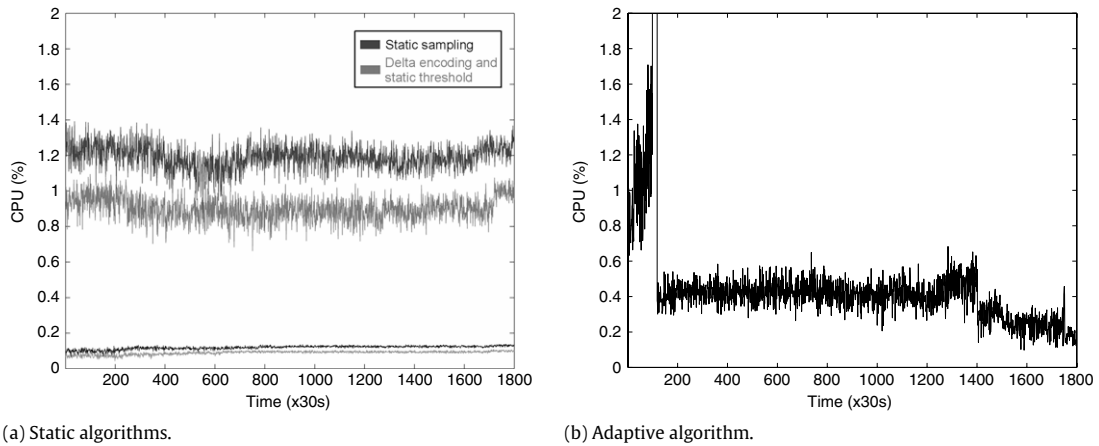 2
1.8
1.6
1.4
1.2
1
0.8
0.6
0.4
0.2
0
CPU (%)
Static sampling
Delta encoding and
static threshold
200 400 600 800 1000 1200 1400 1600 1800
Time (x30s)
(a) Static algorithms.
2
1.8
1.6
1.4
1.2
1
0.8
0.6
0.4
0.2
0
CPU (%)
200 400 600 800 1000 1200 1400 1600 1800
Time (x30s)
(b) Adaptive algorithm.